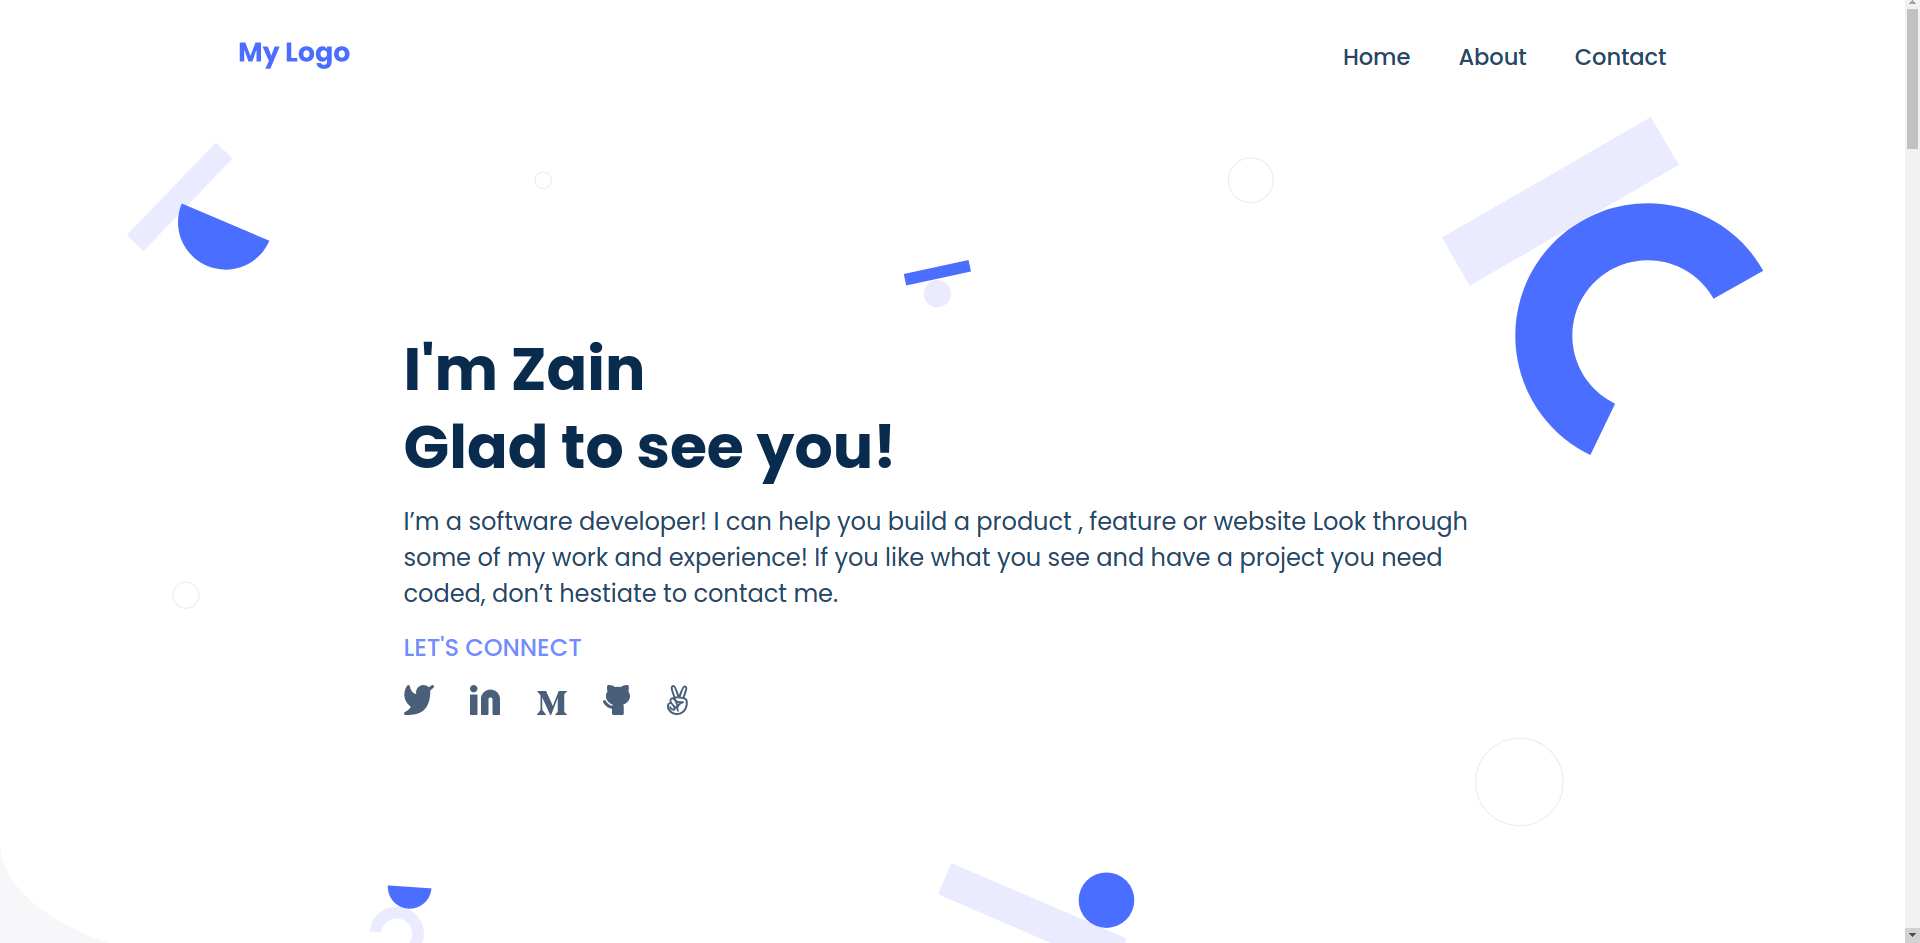 My Logo
Home About Contact
I'm Zain
Glad to see you!
I’m a software developer! I can help you build a product , feature or website Look through
some of my work and experience! If you like what you see and have a project you need
coded, don’t hestiate to contact me.
LET'S CONNECT